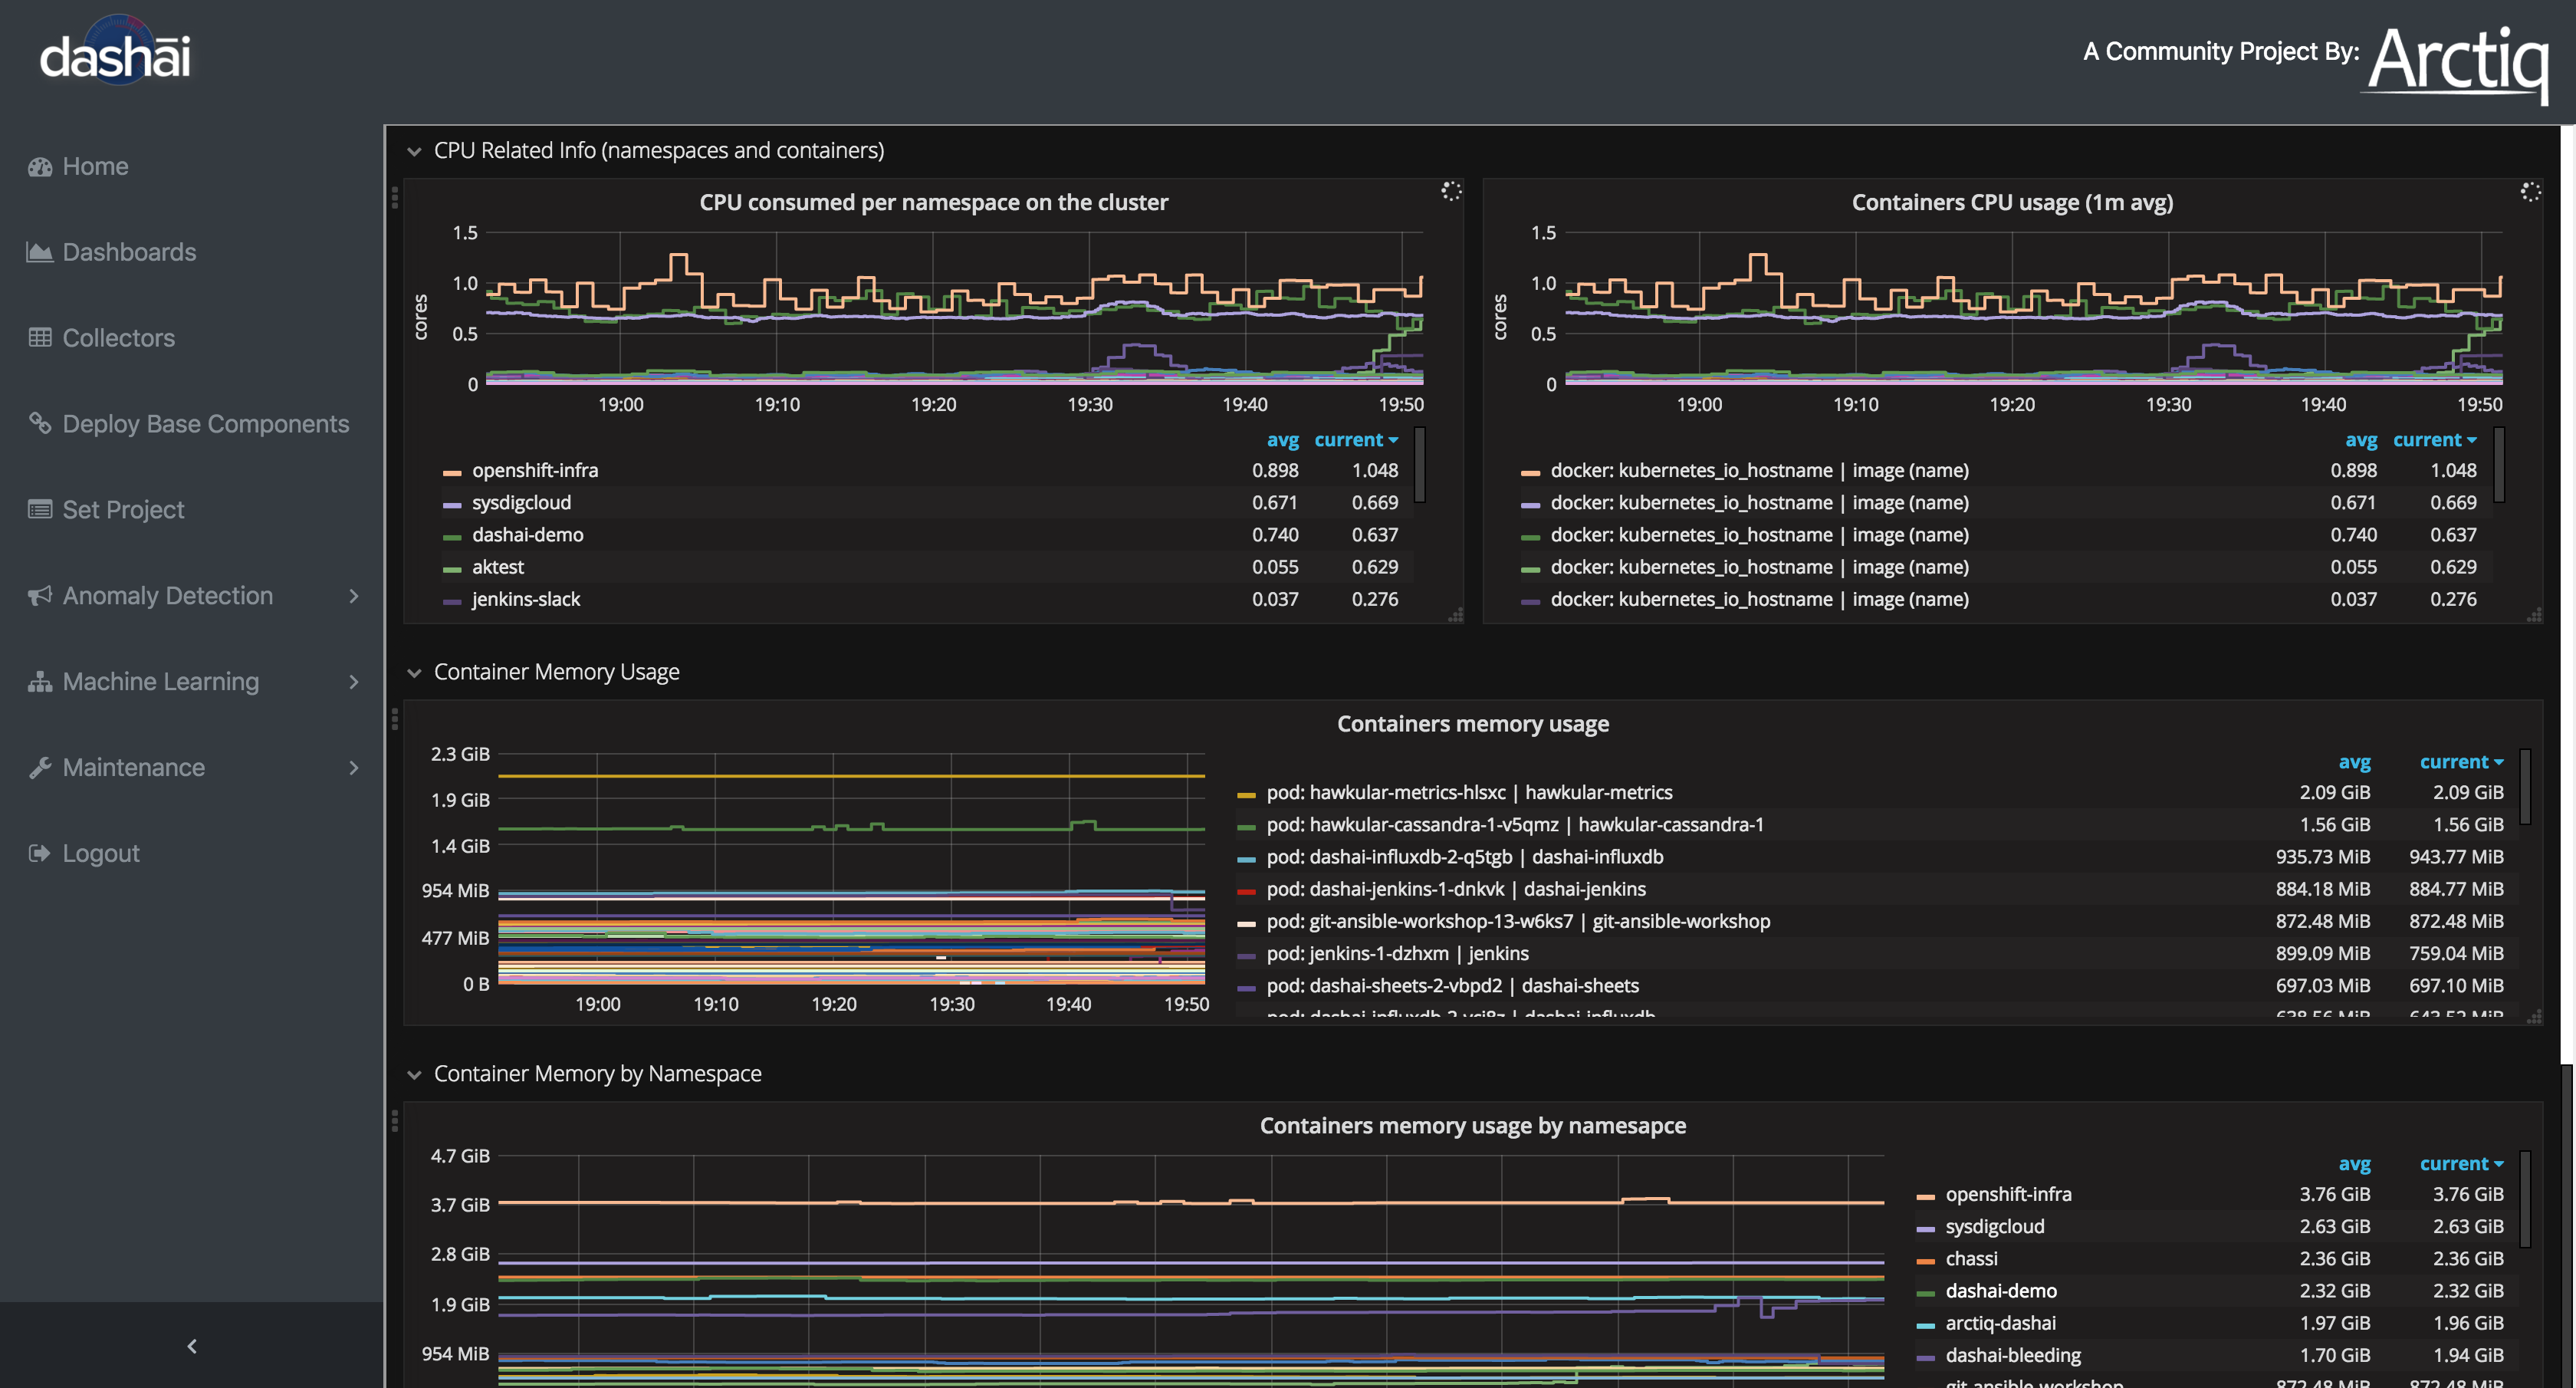 dashāi
A Community Project By: Arctiq
Home
Dashboards
Collectors
Deploy Base Components
Set Project
Anomaly Detection
Machine Learning
Maintenance
Logout
CPU Related Info (namespaces and containers)
CPU consumed per namespace on the cluster
1.5
1.0
0.5
0
cores
19:00 19:10 19:20 19:30 19:40 19:50
avg current
openshift-infra 0.898 1.048
sysdigcloud 0.671 0.669
dashai-demo 0.740 0.637
aktest 0.055 0.629
jenkins-slack 0.037 0.276
Containers CPU usage (1m avg)
1.5
1.0
0.5
0
cores
19:00 19:10 19:20 19:30 19:40 19:50
avg current
docker: kubernetes_io_hostname | image (name) 0.898 1.048
docker: kubernetes_io_hostname | image (name) 0.671 0.669
docker: kubernetes_io_hostname | image (name) 0.740 0.637
docker: kubernetes_io_hostname | image (name) 0.055 0.629
docker: kubernetes_io_hostname | image (name) 0.037 0.276
Container Memory Usage
Containers memory usage
2.3 GiB
1.9 GiB
1.4 GiB
954 MiB
477 MiB
0 B
19:00 19:10 19:20 19:30 19:40 19:50
avg current
pod: hawkular-metrics-hlsxc | hawkular-metrics 2.09 GiB 2.09 GiB
pod: hawkular-cassandra-1-v5qmz | hawkular-cassandra-1 1.56 GiB 1.56 GiB
pod: dashai-influxdb-2-q5tgb | dashai-influxdb 935.73 MiB 943.77 MiB
pod: dashai-jenkins-1-dnkvk | dashai-jenkins 884.18 MiB 884.77 MiB
pod: git-ansible-workshop-13-w6ks7 | git-ansible-workshop 872.48 MiB 872.48 MiB
pod: jenkins-1-dzhxm | jenkins 899.09 MiB 759.04 MiB
pod: dashai-sheets-2-vbpd2 | dashai-sheets 697.03 MiB 697.10 MiB
Container Memory by Namespace
Containers memory usage by namesapce
4.7 GiB
3.7 GiB
2.8 GiB
1.9 GiB
954 MiB
avg current
openshift-infra 3.76 GiB 3.76 GiB
sysdigcloud 2.63 GiB 2.63 GiB
chassi 2.36 GiB 2.36 GiB
dashai-demo 2.32 GiB 2.32 GiB
arctiq-dashai 1.97 GiB 1.96 GiB
dashai-bleeding 1.70 GiB 1.94 GiB
git-ansible-workshop 872.48 MiB 872.48 MiB